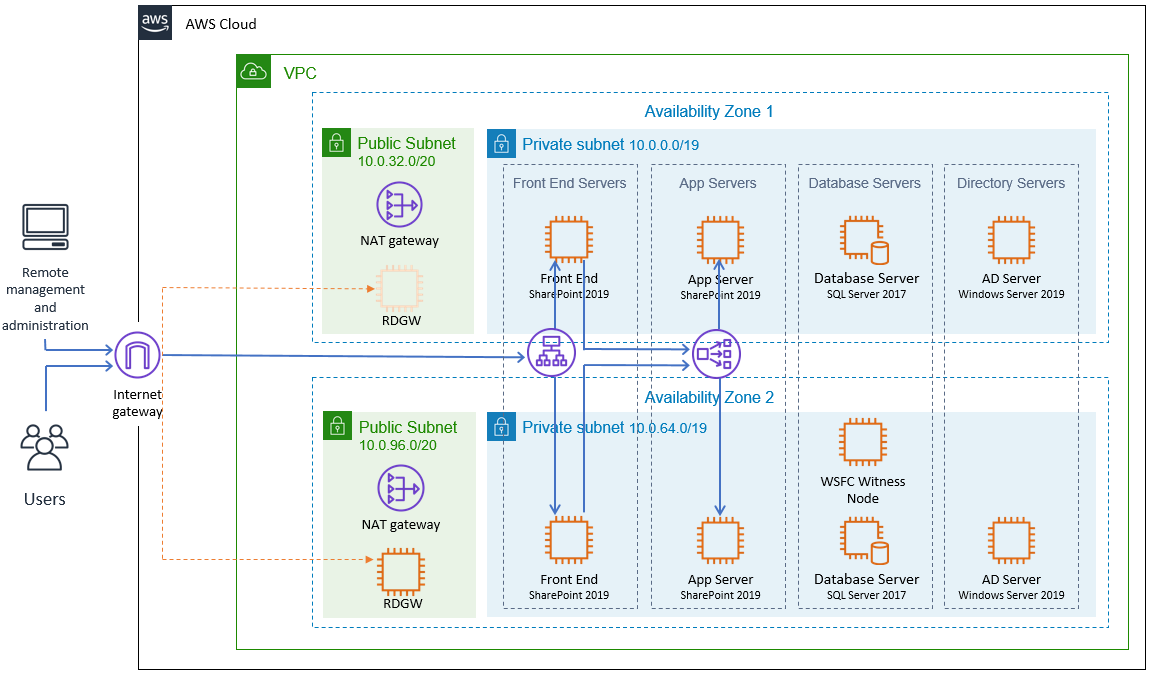 aws
AWS Cloud
VPC
Availability Zone 1
Public Subnet
10.0.32.0/20
NAT gateway
RDGW
Private subnet 10.0.0.0/19
Front End Servers
App Servers
Database Servers
Directory Servers
Front End
SharePoint 2019
App Server
SharePoint 2019
Database Server
SQL Server 2017
AD Server
Windows Server 2019
Remote
management
and
administration
Internet
gateway
Users
Availability Zone 2
Public Subnet
10.0.96.0/20
NAT gateway
RDGW
Private subnet 10.0.64.0/19
WSFC Witness
Node
Front End
SharePoint 2019
App Server
SharePoint 2019
Database Server
SQL Server 2017
AD Server
Windows Server 2019